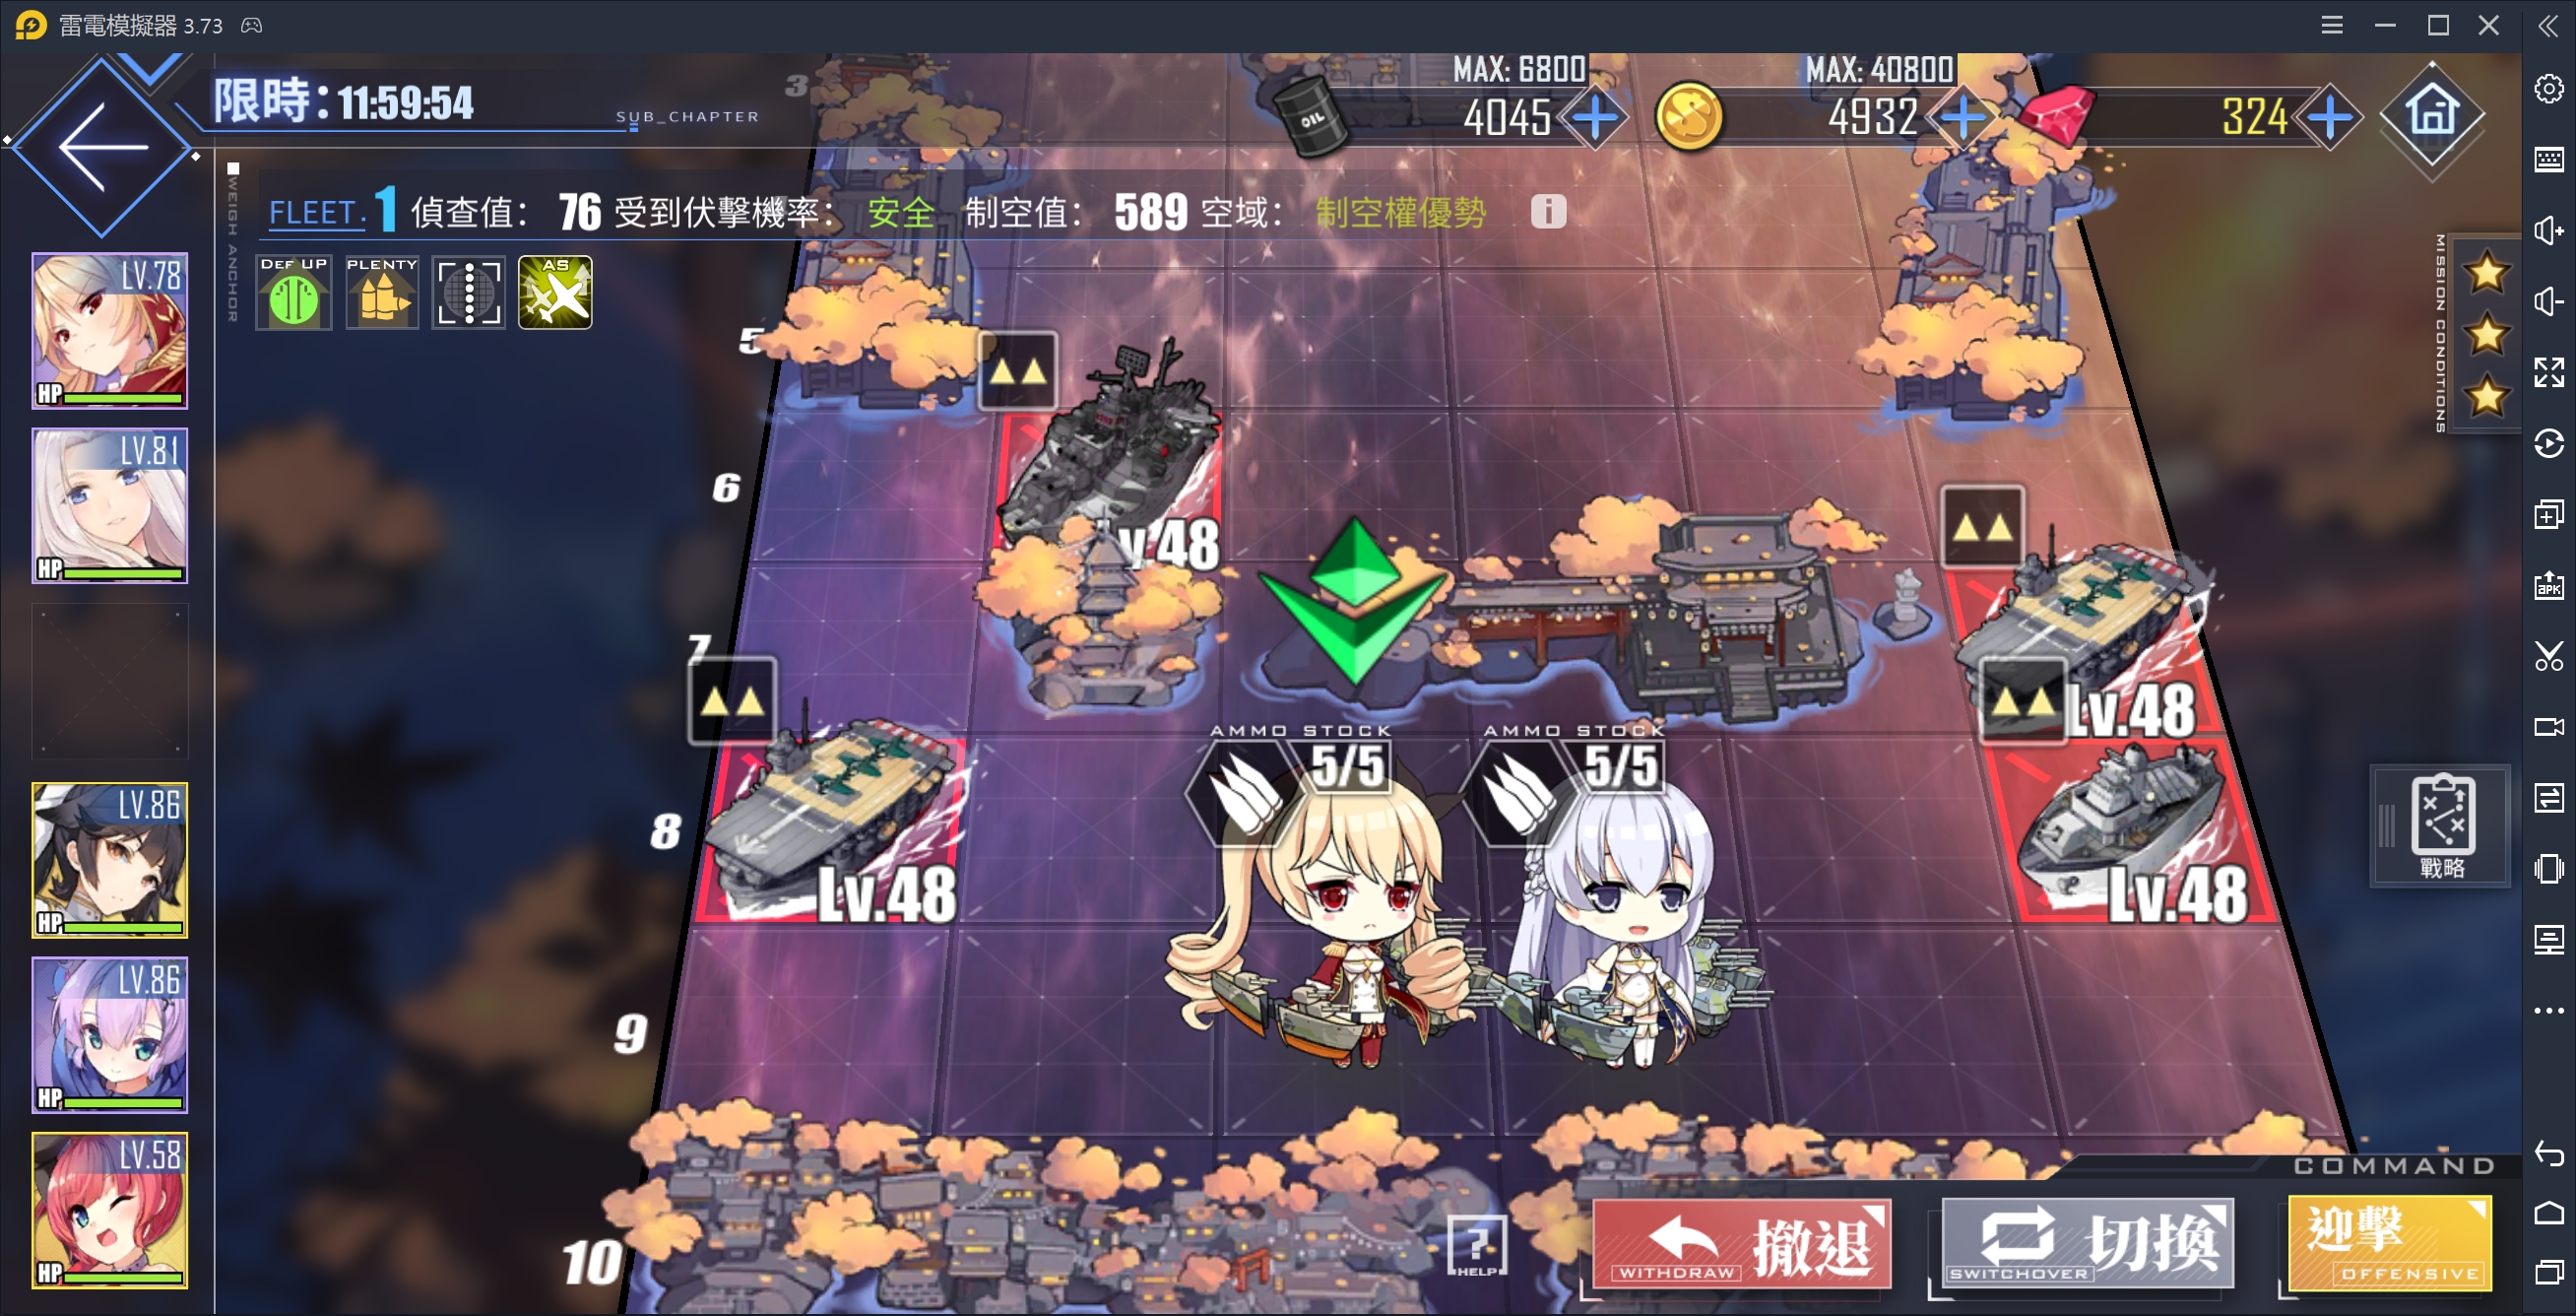 雷電模擬器 3.73
限時：11:59:54
SUB_CHAPTER
MAX: 6800
4045
MAX: 40800
4932
324
OIL
WEIGH ANCHOR
FLEET. 1 偵查值： 76 受到伏擊機率： 安全 制空值： 589 空域： 制空權優勢
DEF UP
PLENTY
AS
MISSION CONDITIONS
LV.78
HP
LV.81
HP
LV.86
HP
LV.86
HP
LV.58
HP
3
5
6
7
8
9
10
Lv.48
Lv.48
Lv.48
Lv.48
AMMO STOCK
5/5
AMMO STOCK
5/5
戰略
COMMAND
?
HELP
撤退
WITHDRAW
切換
SWITCHOVER
迎擊
OFFENSIVE
APK